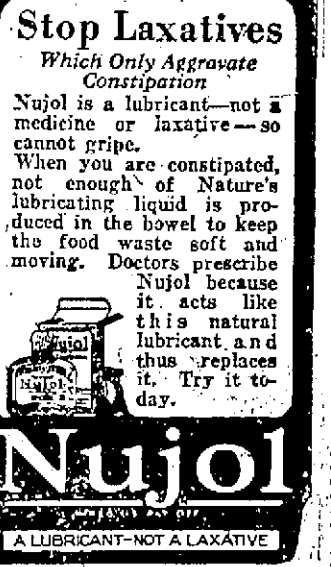 Stop Laxatives
Which Only Aggravate
Constipation
Nujol is a lubricant—not a
medicine or laxative—so
cannot gripe.
When you are constipated,
not enough of Nature's
lubricating liquid is pro-
duced in the bowel to keep
the food waste soft and
moving. Doctors prescribe
Nujol because
it acts like
this natural
lubricant and
thus replaces
it. Try it to-
day.
Nujol
Nujol
Nujol
A LUBRICANT-NOT A LAXATIVE